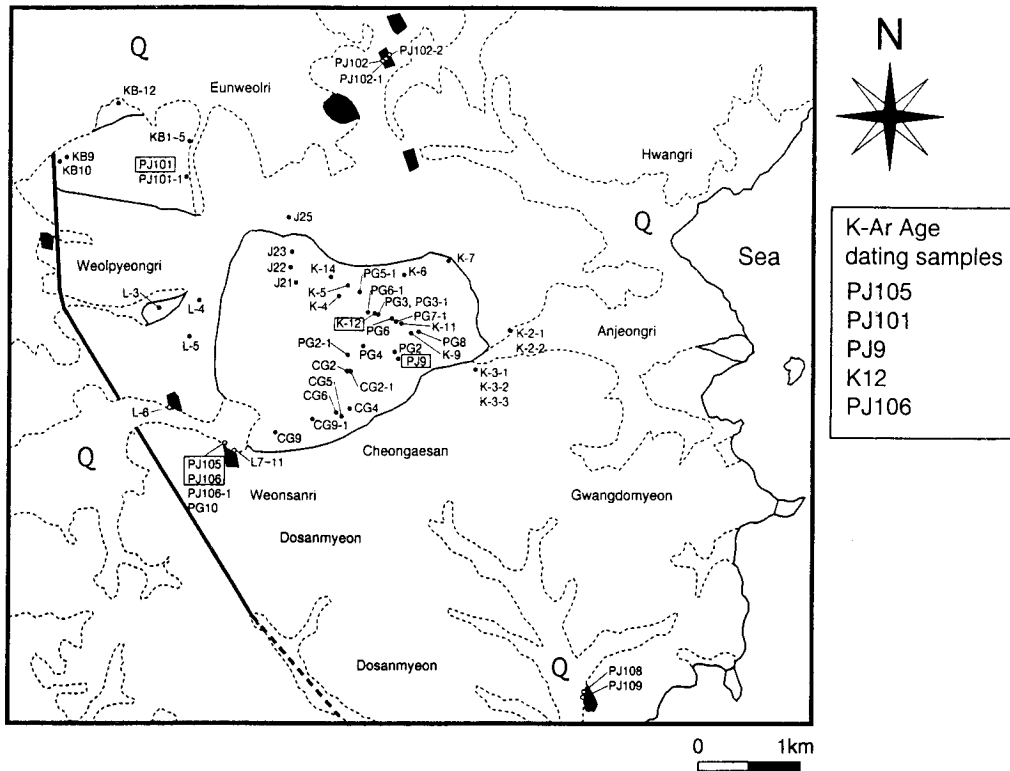 Q
PJ102-2
PJ102
PJ102-1
Eunweolri
KB-12
KB1~5
KB9
KB10
PJ101
PJ101-1
Hwangri
Q
J25
J23
J22
J21
K-14
K-5
K-4
PG5-1
K-6
K-7
PG6-1
PG3, PG3-1
PG7-1
K-12
PG6
K-11
PG8
K-9
Weolpyeongri
L-3
L-4
L-5
Sea
Anjeongri
K-2-1
K-2-2
K-3-1
K-3-2
K-3-3
PG2-1
PG4
PG2
PJ9
CG2
CG2-1
CG5
CG6
CG4
CG9-1
CG9
L-6
Q
L7~11
PJ105
PJ106
PJ106-1
PG10
Cheongaesan
Weonsanri
Gwangdomyeon
Dosanmyeon
Dosanmyeon
Q
PJ108
PJ109
N
K-Ar Age
dating samples
PJ105
PJ101
PJ9
K12
PJ106
0 1km